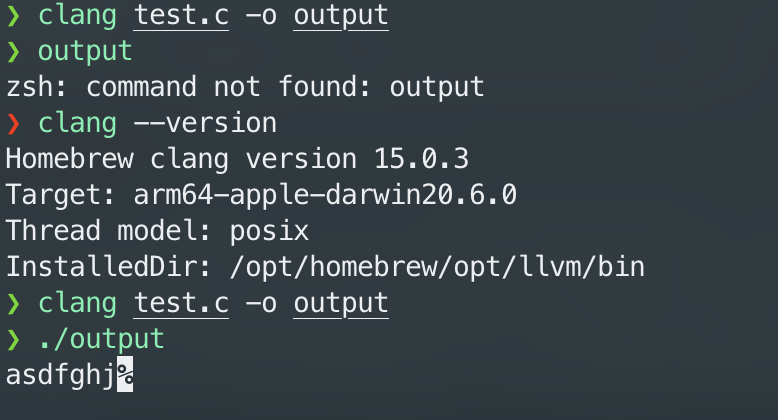 ❯ clang test.c -o output
❯ output
zsh: command not found: output
❯ clang --version
Homebrew clang version 15.0.3
Target: arm64-apple-darwin20.6.0
Thread model: posix
InstalledDir: /opt/homebrew/opt/llvm/bin
❯ clang test.c -o output
❯ ./output
asdfghj%